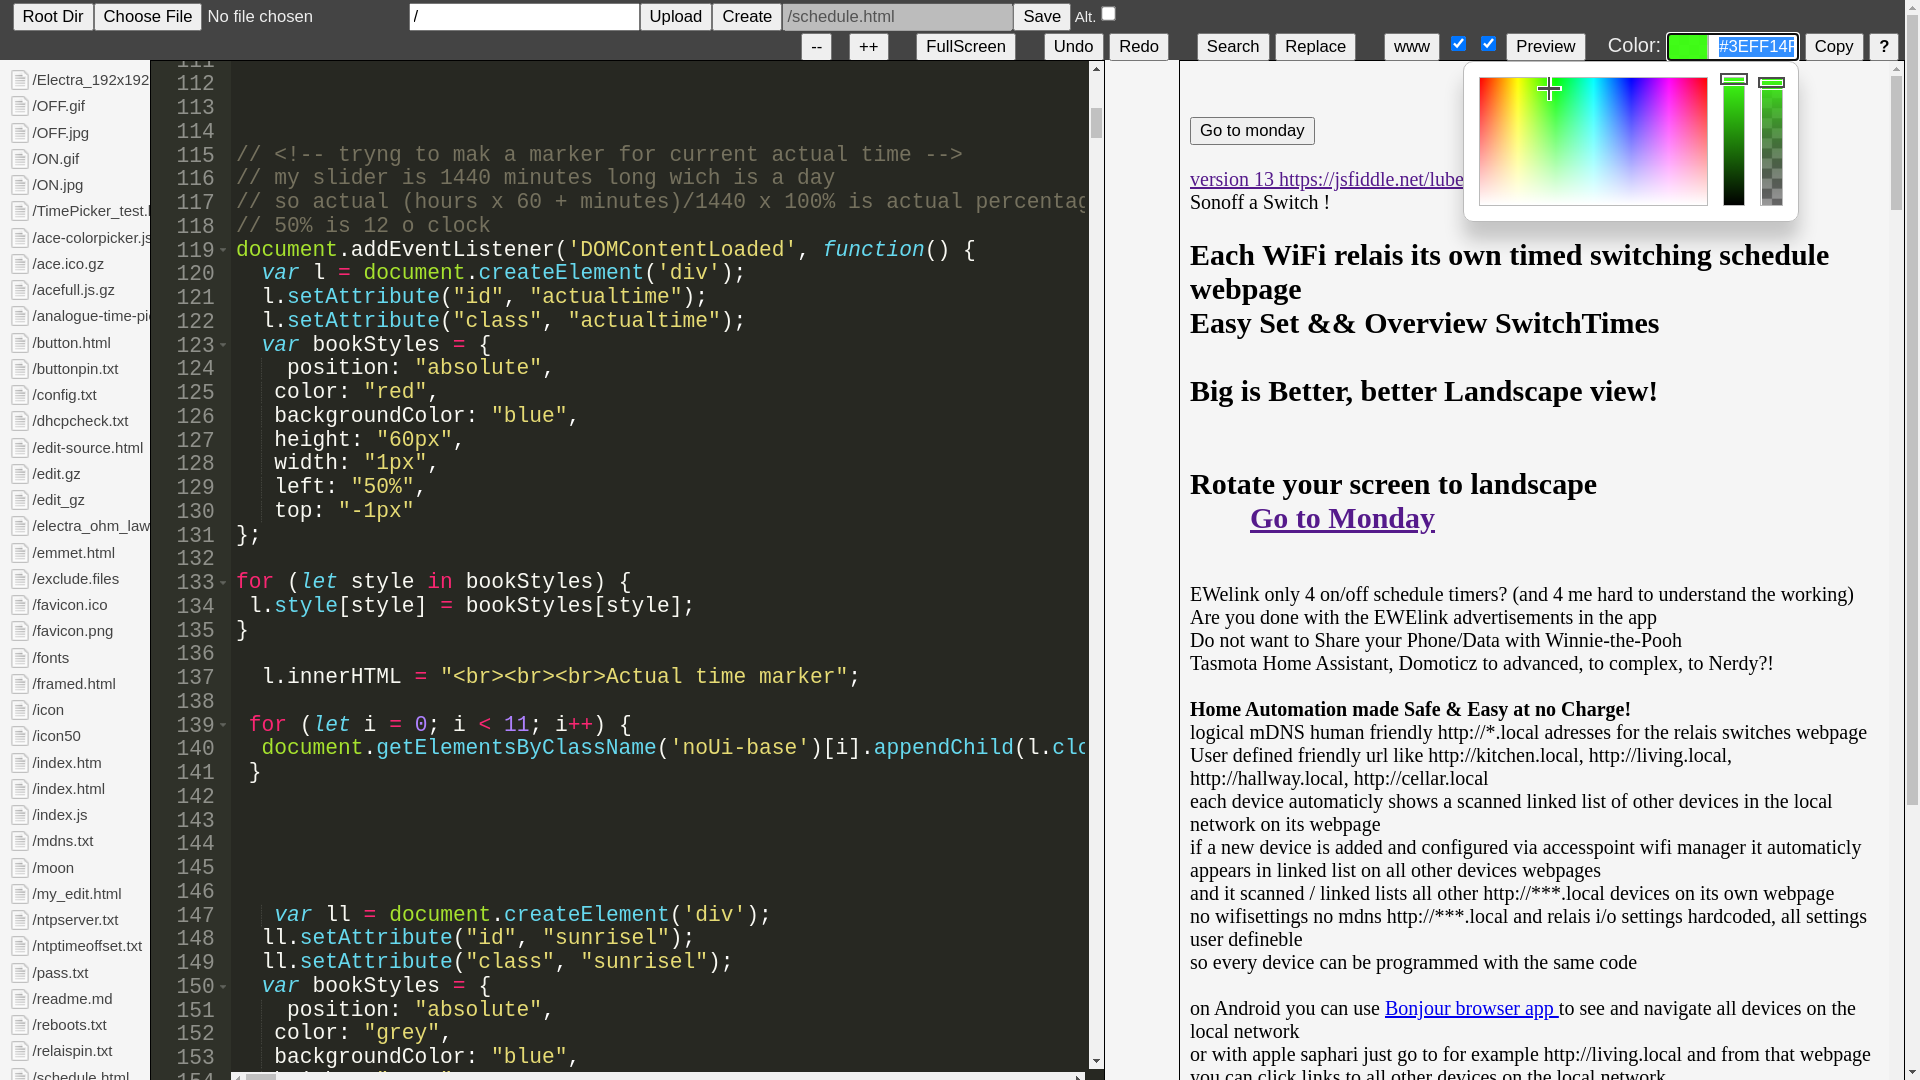 Root Dir Choose File No file chosen / Upload Create /schedule.html Save Alt.
-- ++ FullScreen Undo Redo Search Replace www Preview Color: #3EFF14F Copy ?
/Electra_192x192
/OFF.gif
/OFF.jpg
/ON.gif
/ON.jpg
/TimePicker_test.
/ace-colorpicker.js
/ace.ico.gz
/acefull.js.gz
/analogue-time-pi
/button.html
/buttonpin.txt
/config.txt
/dhcpcheck.txt
/edit-source.html
/edit.gz
/edit_gz
/electra_ohm_law
/emmet.html
/exclude.files
/favicon.ico
/favicon.png
/fonts
/framed.html
/icon
/icon50
/index.htm
/index.html
/index.js
/mdns.txt
/moon
/my_edit.html
/ntpserver.txt
/ntptimeoffset.txt
/pass.txt
/readme.md
/reboots.txt
/relaispin.txt
/schedule.html
111
112
113
114
115 // <!-- tryng to mak a marker for current actual time -->
116 // my slider is 1440 minutes long wich is a day
117 // so actual (hours x 60 + minutes)/1440 x 100% is actual percentag
118 // 50% is 12 o clock
119 document.addEventListener('DOMContentLoaded', function() {
120 var l = document.createElement('div');
121 l.setAttribute("id", "actualtime");
122 l.setAttribute("class", "actualtime");
123 var bookStyles = {
124 position: "absolute",
125 color: "red",
126 backgroundColor: "blue",
127 height: "60px",
128 width: "1px",
129 left: "50%",
130 top: "-1px"
131 };
132
133 for (let style in bookStyles) {
134 l.style[style] = bookStyles[style];
135 }
136
137 l.innerHTML = "<br><br><br>Actual time marker";
138
139 for (let i = 0; i < 11; i++) {
140 document.getElementsByClassName('noUi-base')[i].appendChild(l.clo
141 }
142
143
144
145
146
147 var ll = document.createElement('div');
148 ll.setAttribute("id", "sunrisel");
149 ll.setAttribute("class", "sunrisel");
150 var bookStyles = {
151 position: "absolute",
152 color: "grey",
153 backgroundColor: "blue",
154
Go to monday
version 13 https://jsfiddle.net/lube
Sonoff a Switch !
Each WiFi relais its own timed switching schedule
webpage
Easy Set && Overview SwitchTimes
Big is Better, better Landscape view!
Rotate your screen to landscape
Go to Monday
EWelink only 4 on/off schedule timers? (and 4 me hard to understand the working)
Are you done with the EWElink advertisements in the app
Do not want to Share your Phone/Data with Winnie-the-Pooh
Tasmota Home Assistant, Domoticz to advanced, to complex, to Nerdy?!
Home Automation made Safe & Easy at no Charge!
logical mDNS human friendly http://*.local adresses for the relais switches webpage
User defined friendly url like http://kitchen.local, http://living.local,
http://hallway.local, http://cellar.local
each device automaticly shows a scanned linked list of other devices in the local
network on its webpage
if a new device is added and configured via accesspoint wifi manager it automaticly
appears in linked list on all other devices webpages
and it scanned / linked lists all other http://***.local devices on its own webpage
no wifisettings no mdns http://***.local and relais i/o settings hardcoded, all settings
user defineble
so every device can be programmed with the same code
on Android you can use Bonjour browser app to see and navigate all devices on the
local network
or with apple saphari just go to for example http://living.local and from that webpage
you can click links to all other devices on the local network